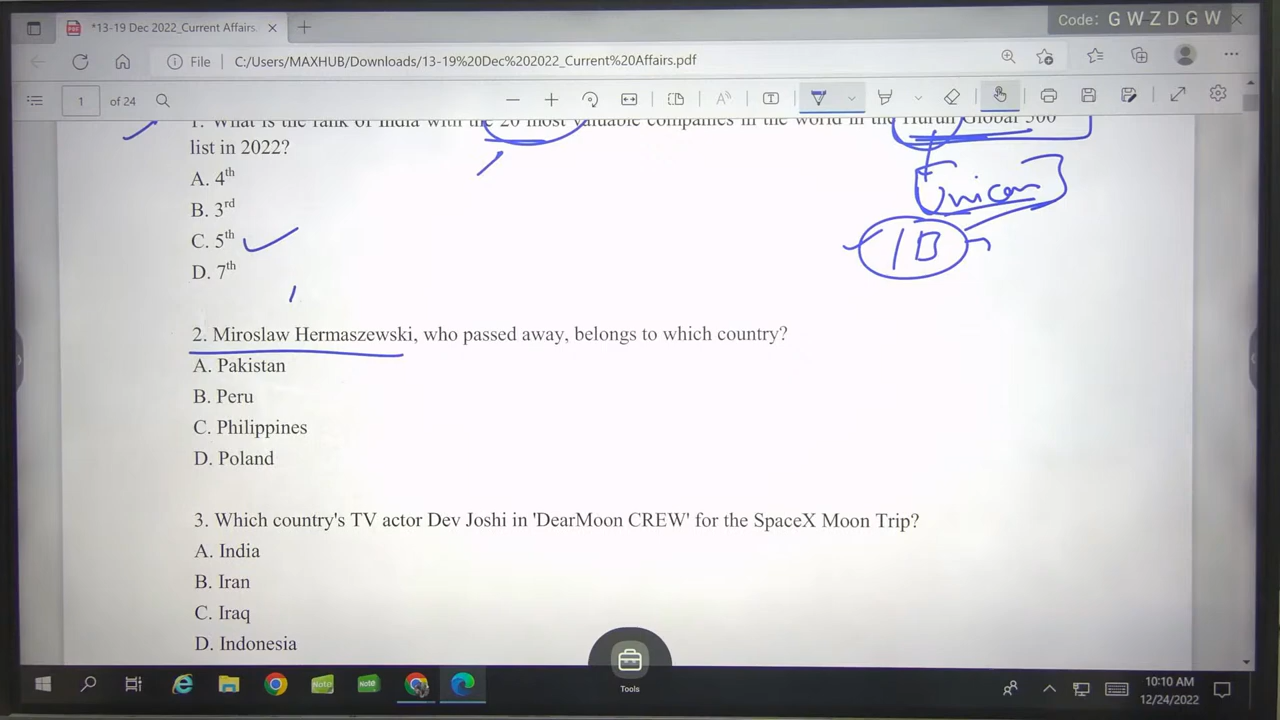 *13-19 Dec 2022_Current Affairs.
Code: G W Z D G W
File C:/Users/MAXHUB/Downloads/13-19%20Dec%202022_Current%20Affairs.pdf
1 of 24
1. What is the rank of India with the 20 most valuable companies in the world in the Hurun Global 500
list in 2022?
A. 4th
B. 3rd
C. 5th
D. 7th
Unicorn
1B
2. Miroslaw Hermaszewski, who passed away, belongs to which country?
A. Pakistan
B. Peru
C. Philippines
D. Poland
3. Which country's TV actor Dev Joshi in 'DearMoon CREW' for the SpaceX Moon Trip?
A. India
B. Iran
C. Iraq
D. Indonesia
Tools
Note
Note
10:10 AM
12/24/2022